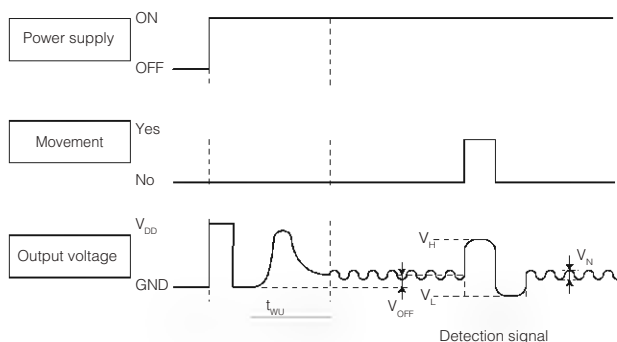 Power supply
ON
OFF
Movement
Yes
No
Output voltage
VDD
GND
tWU
VOFF
VH
VL
VN
Detection signal